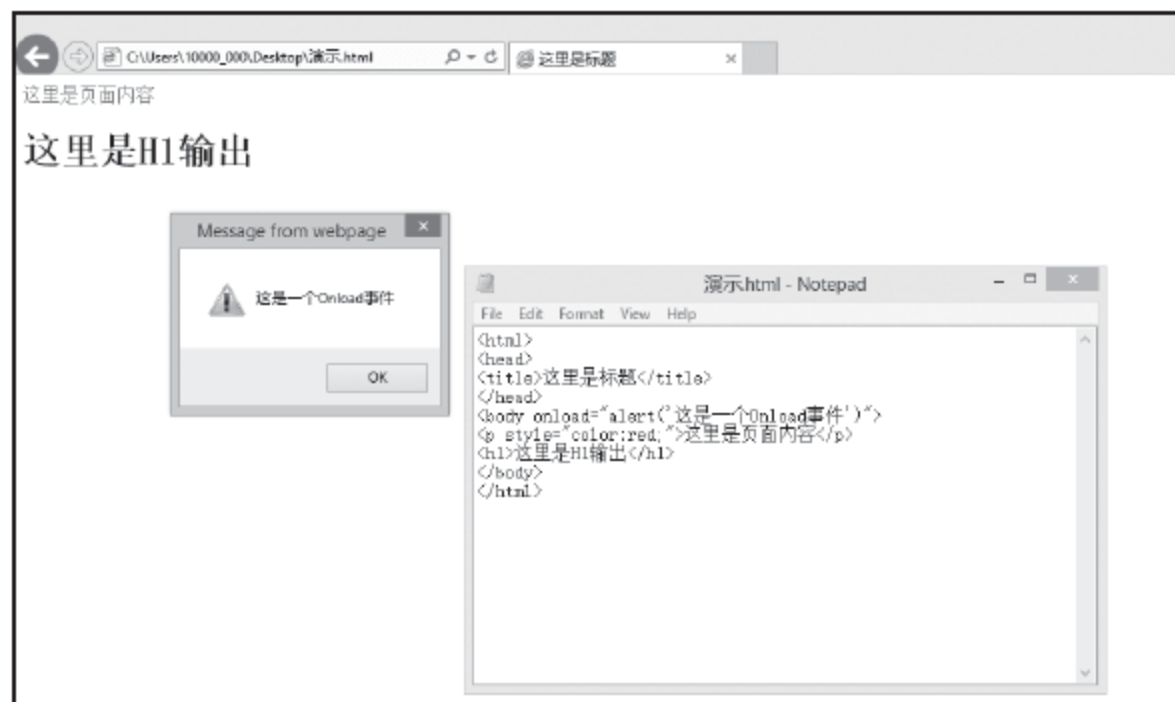 C:\Users\10000_000\Desktop\演示.html
这里是标题
这里是页面内容
这里是H1输出
Message from webpage
这是一个Onload事件
OK
演示.html - Notepad
File Edit Format View Help
<html>
<head>
<title>这里是标题</title>
</head>
<body onload="alert('这是一个Onload事件')">
<p style="color:red;">这里是页面内容</p>
<h1>这里是H1输出</h1>
</body>
</html>